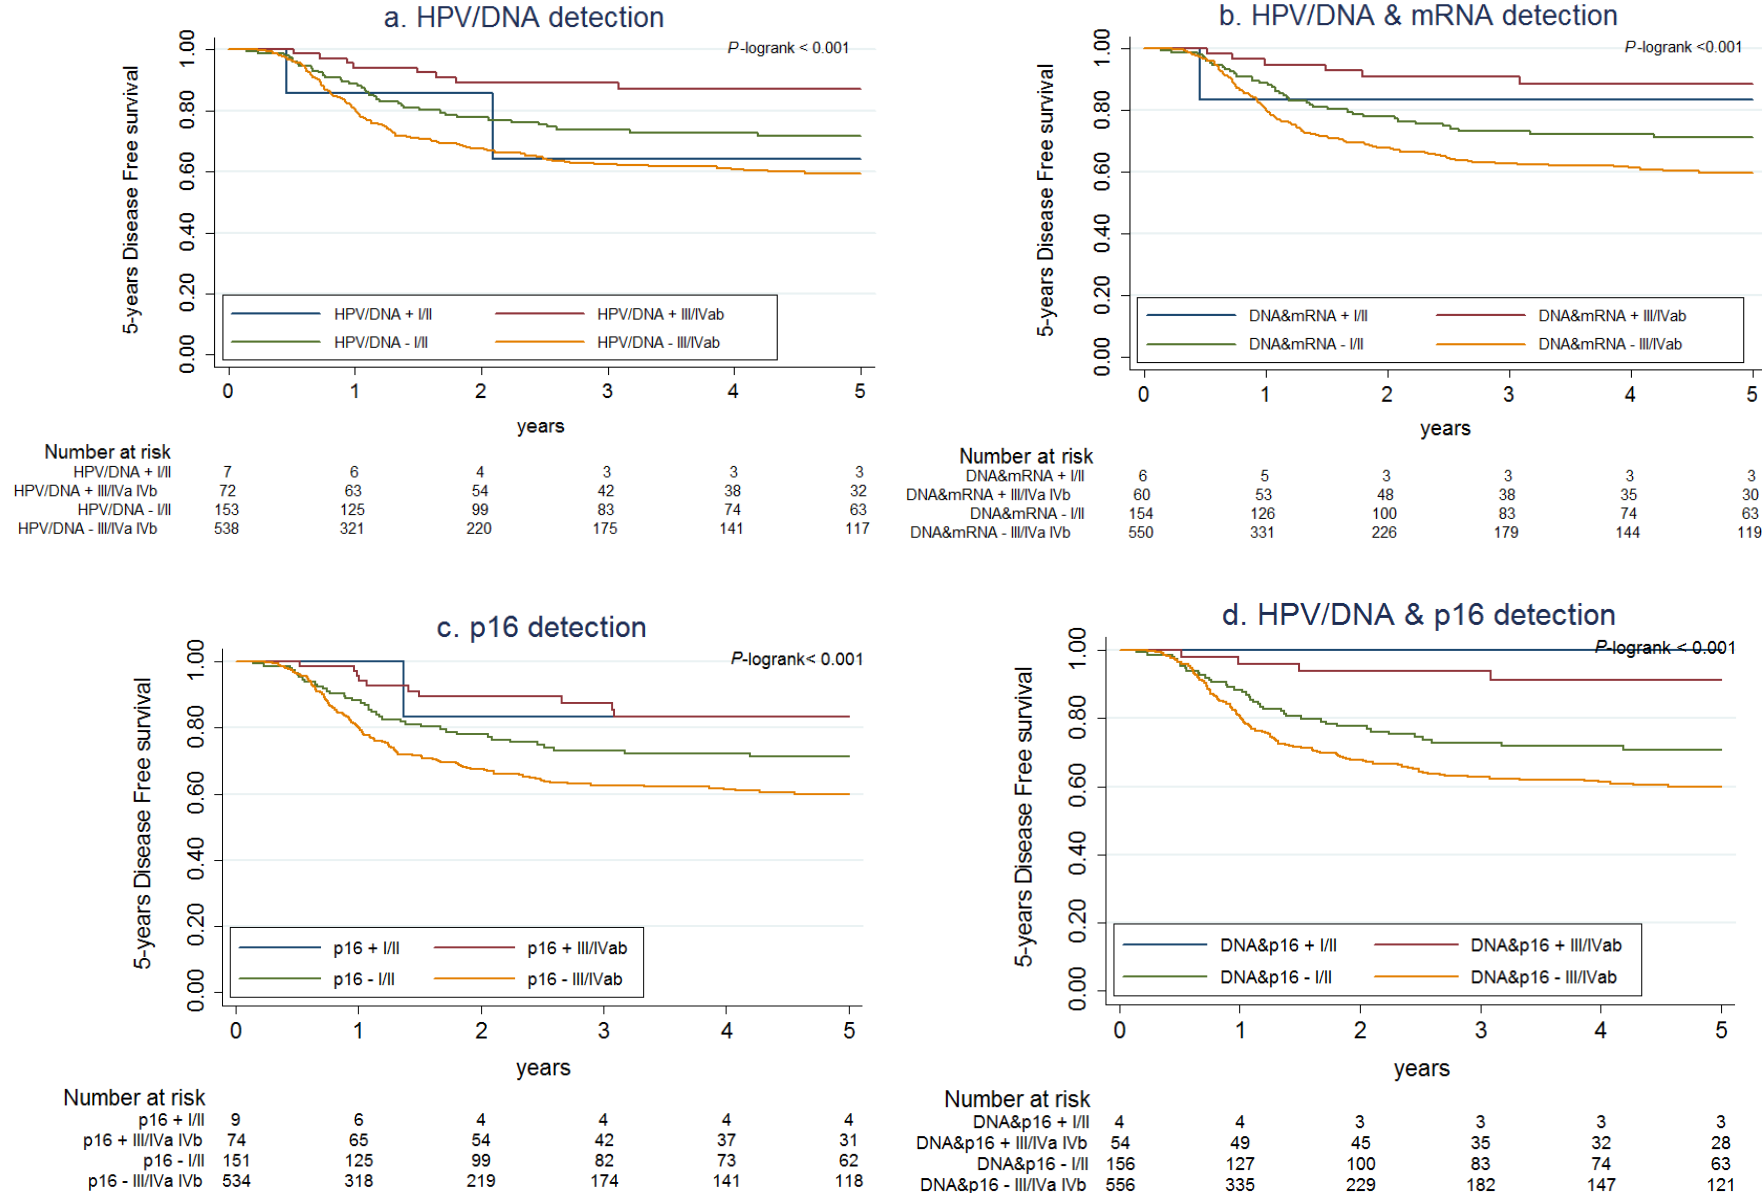 a. HPV/DNA detection
P-logrank < 0.001
5-years Disease Free survival
1.00
0.80
0.60
0.40
0.20
0.00
HPV/DNA + I/II
HPV/DNA + III/IVab
HPV/DNA - I/II
HPV/DNA - III/IVab
0 1 2 3 4 5
years
Number at risk
HPV/DNA + I/II 7 6 4 3 3 3
HPV/DNA + III/IVa IVb 72 63 54 42 38 32
HPV/DNA - I/II 153 125 99 83 74 63
HPV/DNA - III/IVa IVb 538 321 220 175 141 117
b. HPV/DNA & mRNA detection
P-logrank <0.001
5-years Disease Free survival
1.00
0.80
0.60
0.40
0.20
0.00
DNA&mRNA + I/II
DNA&mRNA + III/IVab
DNA&mRNA - I/II
DNA&mRNA - III/IVab
0 1 2 3 4 5
years
Number at risk
DNA&mRNA + I/II 6 5 3 3 3 3
DNA&mRNA + III/IVa IVb 60 53 48 38 35 30
DNA&mRNA - I/II 154 126 100 83 74 63
DNA&mRNA - III/IVa IVb 550 331 226 179 144 119
c. p16 detection
P-logrank< 0.001
5-years Disease Free survival
1.00
0.80
0.60
0.40
0.20
0.00
p16 + I/II
p16 + III/IVab
p16 - I/II
p16 - III/IVab
0 1 2 3 4 5
years
Number at risk
p16 + I/II 9 6 4 4 4 4
p16 + III/IVa IVb 74 65 54 42 37 31
p16 - I/II 151 125 99 82 73 62
p16 - III/IVa IVb 534 318 219 174 141 118
d. HPV/DNA & p16 detection
P-logrank < 0.001
5-years Disease Free survival
1.00
0.80
0.60
0.40
0.20
0.00
DNA&p16 + I/II
DNA&p16 + III/IVab
DNA&p16 - I/II
DNA&p16 - III/IVab
0 1 2 3 4 5
years
Number at risk
DNA&p16 + I/II 4 4 3 3 3 3
DNA&p16 + III/IVa IVb 54 49 45 35 32 28
DNA&p16 - I/II 156 127 100 83 74 63
DNA&p16 - III/IVa IVb 556 335 229 182 147 121